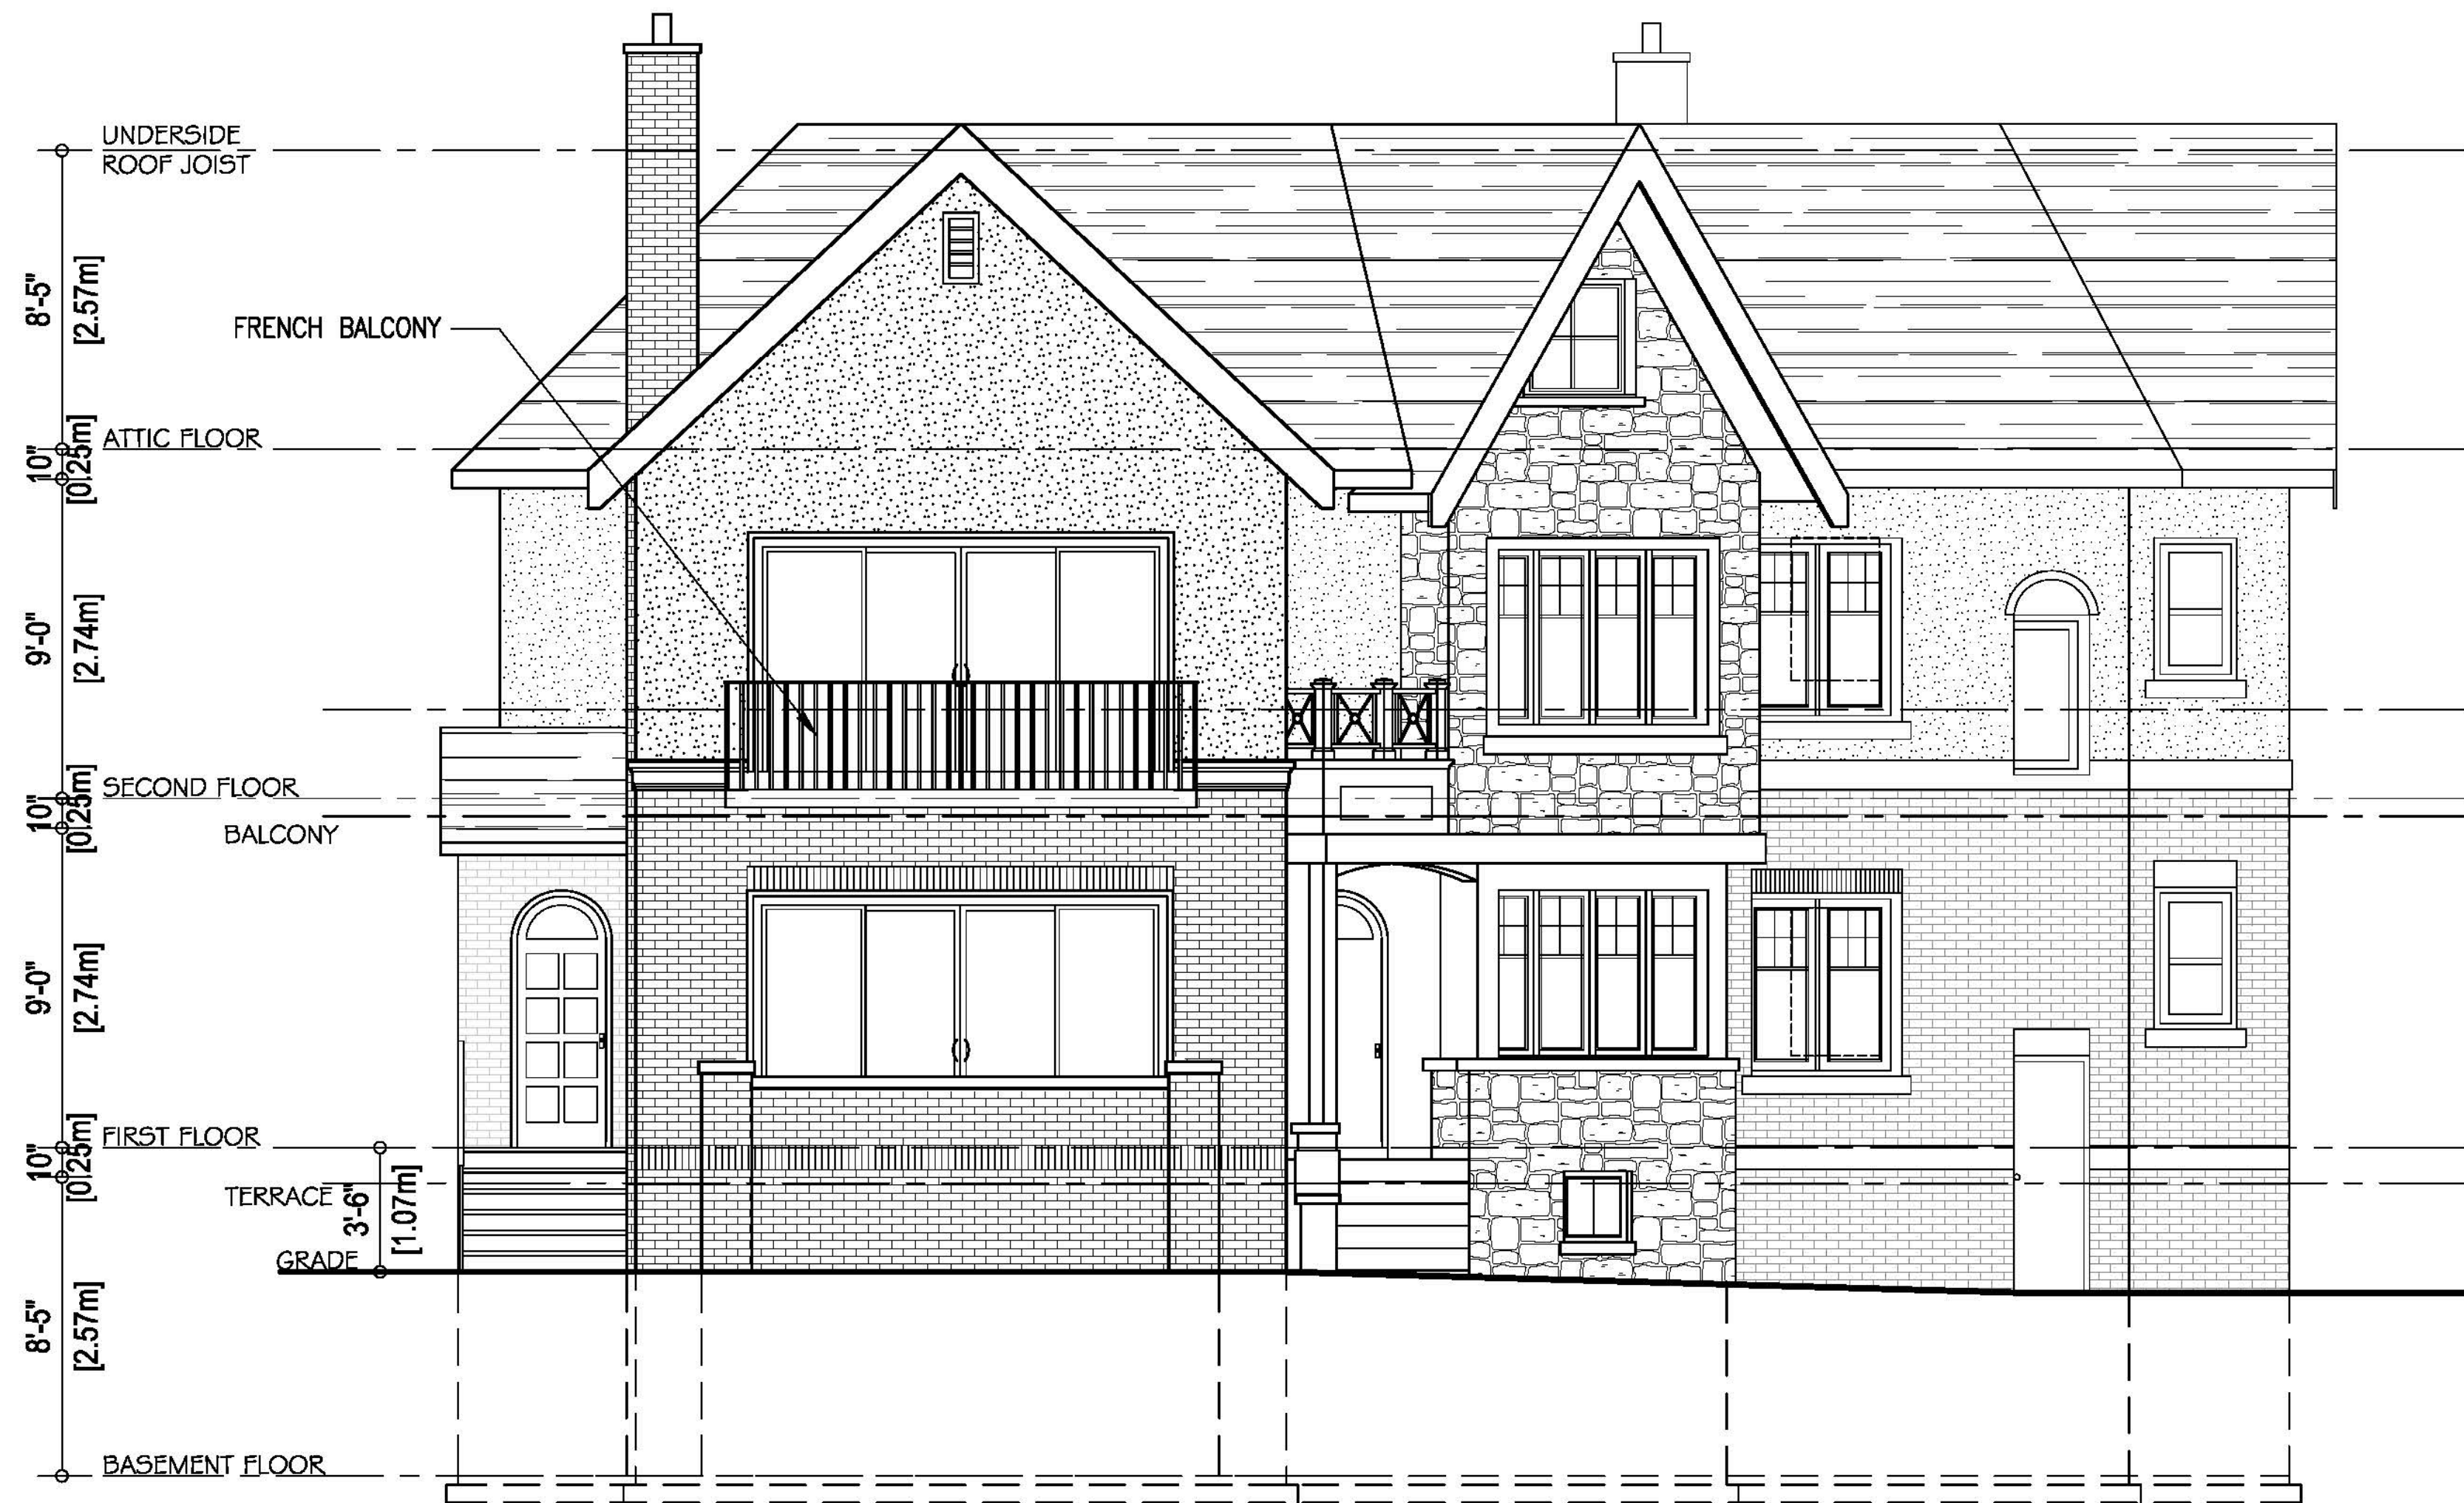 UNDERSIDE
ROOF JOIST
8'-5"
[2.57m]
FRENCH BALCONY
ATTIC FLOOR
10"
[0.25m]
9'-0"
[2.74m]
SECOND FLOOR
10"
[0.25m]
BALCONY
9'-0"
[2.74m]
FIRST FLOOR
10"
[0.25m]
TERRACE
3'-6"
[1.07m]
GRADE
8'-5"
[2.57m]
BASEMENT FLOOR